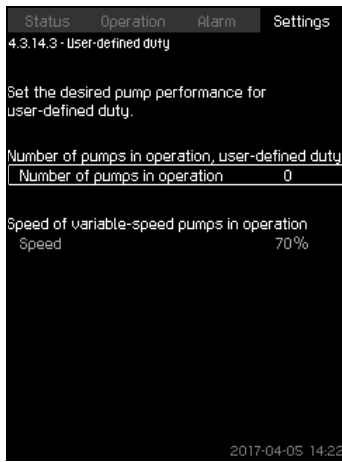 Status Operation Alarm Settings
4.3.14.3 - User-defined duty
Set the desired pump performance for
user-defined duty.
Number of pumps in operation, user-defined duty
Number of pumps in operation 0
Speed of variable-speed pumps in operation
Speed 70%
2017-04-05 14:22